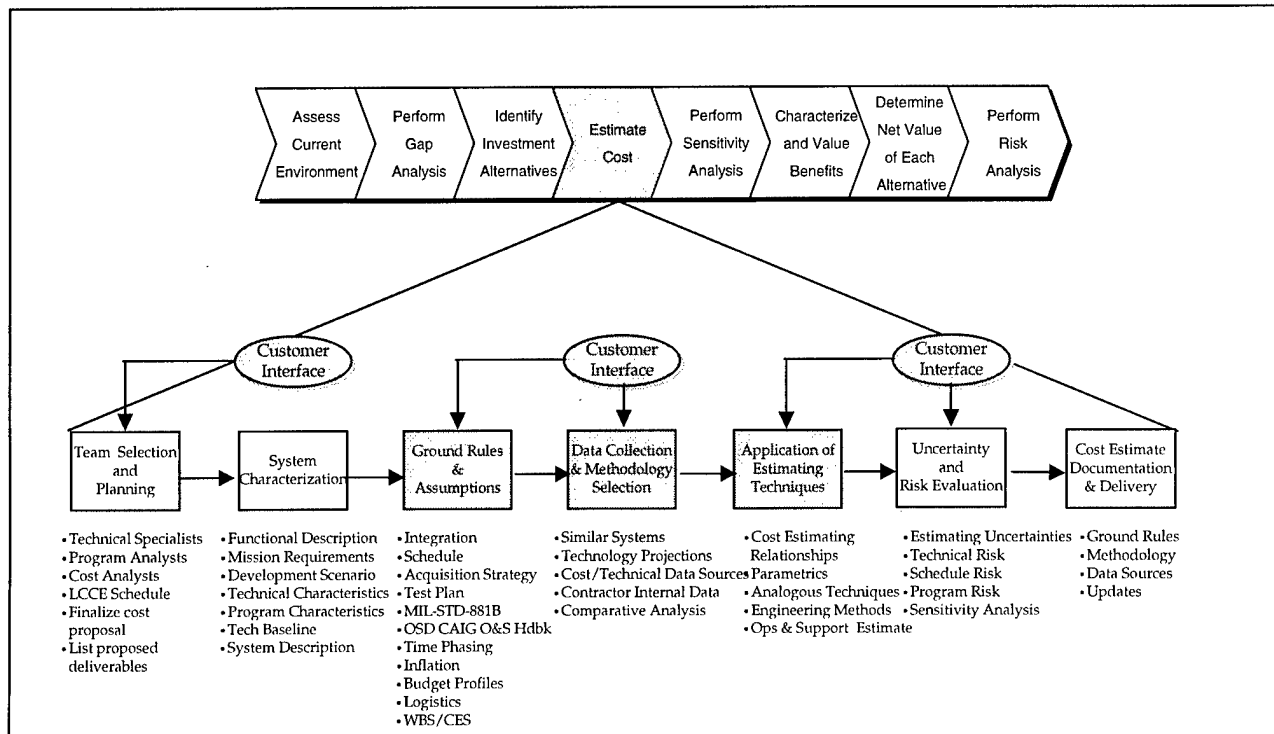 Assess
Current
Environment
Perform
Gap
Analysis
Identify
Investment
Alternatives
Estimate
Cost
Perform
Sensitivity
Analysis
Characterize
and Value
Benefits
Determine
Net Value
of Each
Alternative
Perform
Risk
Analysis
Customer
Interface
Customer
Interface
Customer
Interface
Team Selection
and
Planning
System
Characterization
Ground Rules
&
Assumptions
Data Collection
& Methodology
Selection
Application of
Estimating
Techniques
Uncertainty
and
Risk Evaluation
Cost Estimate
Documentation
& Delivery
• Technical Specialists
• Program Analysts
• Cost Analysts
• LCCE Schedule
• Finalize cost
proposal
• List proposed
deliverables
• Functional Description
• Mission Requirements
• Development Scenario
• Technical Characteristics
• Program Characteristics
• Tech Baseline
• System Description
• Integration
• Schedule
• Acquisition Strategy
• Test Plan
• MIL-STD-881B
• OSD CAIG O&S Hdbk
• Time Phasing
• Inflation
• Budget Profiles
• Logistics
• WBS/CES
• Similar Systems
• Technology Projections
• Cost/Technical Data Sources
• Contractor Internal Data
• Comparative Analysis
• Cost Estimating
Relationships
• Parametrics
• Analogous Techniques
• Engineering Methods
• Ops & Support Estimate
• Estimating Uncertainties
• Technical Risk
• Schedule Risk
• Program Risk
• Sensitivity Analysis
• Ground Rules
• Methodology
• Data Sources
• Updates